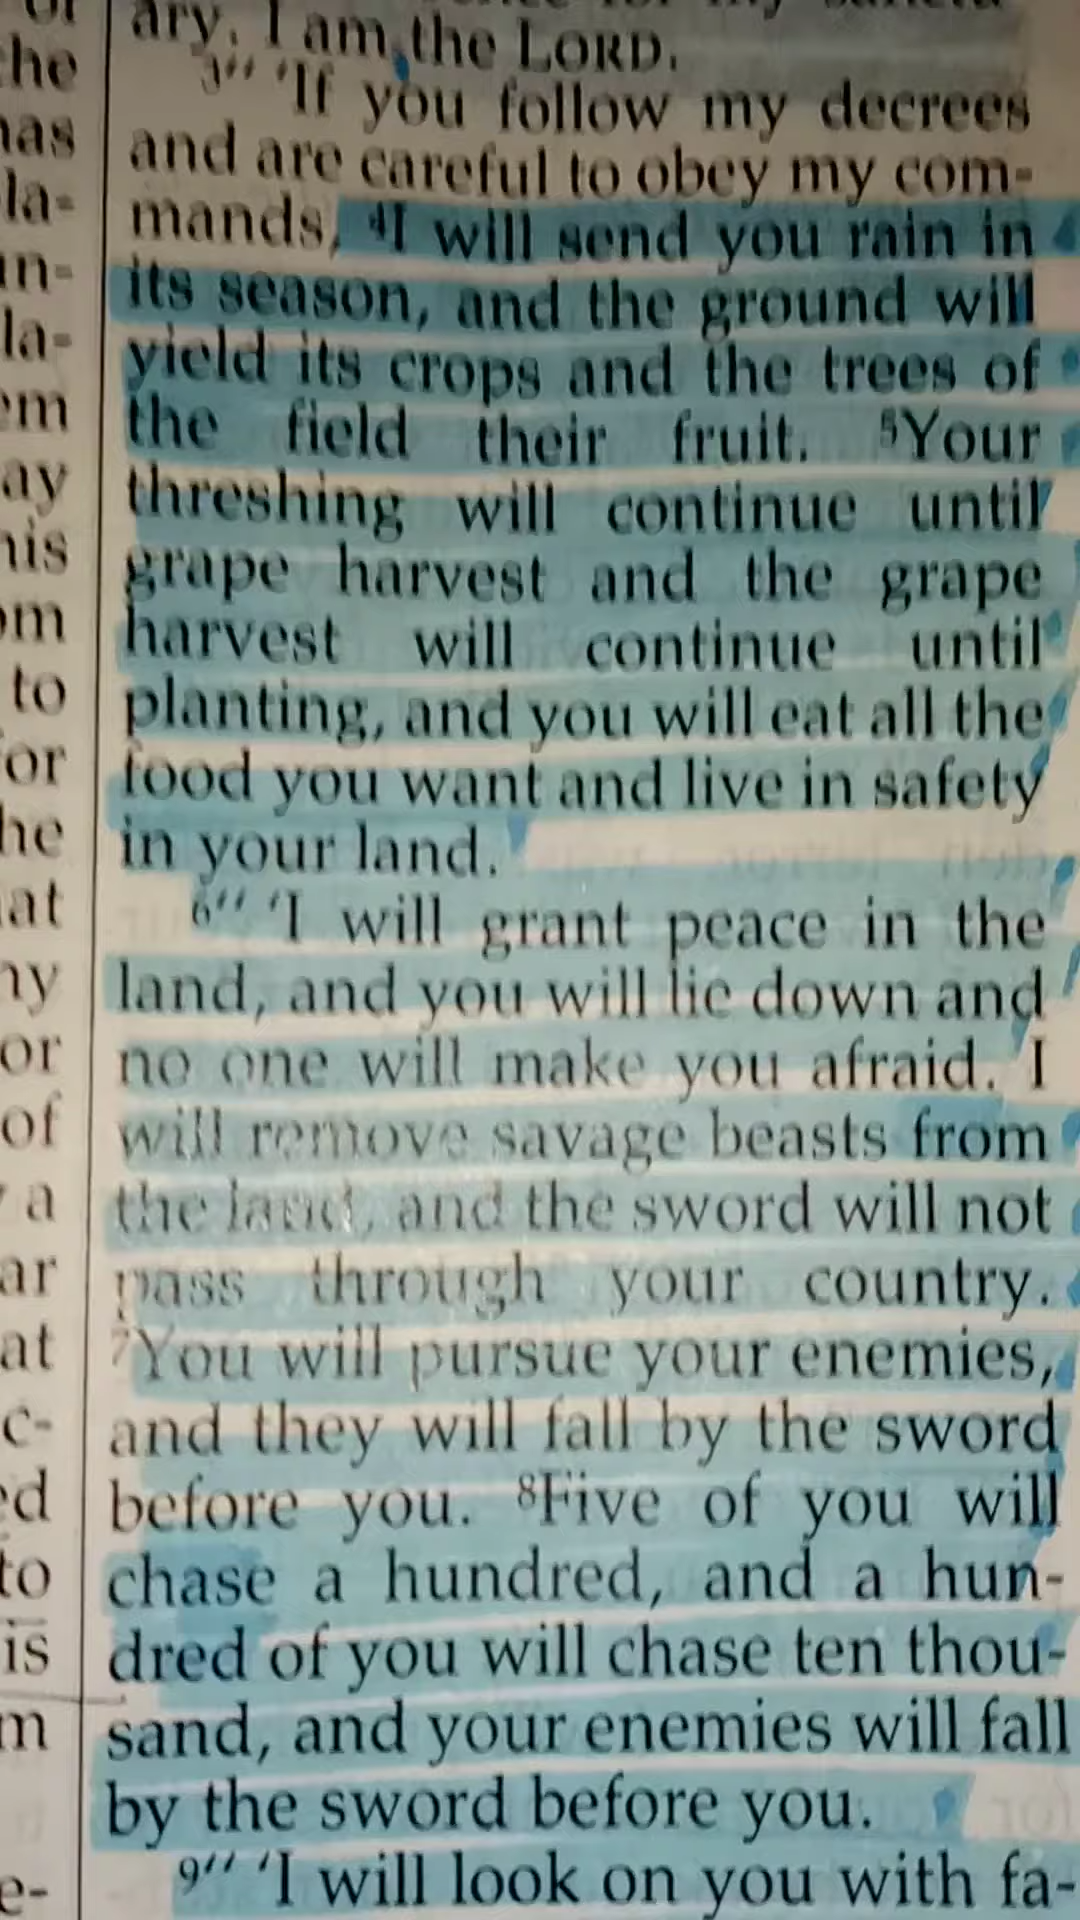 ary. I am the LORD.
he
3" 'If you follow my decrees
and are careful to obey my com-
mands, 4I will send you rain in
its season, and the ground will
yield its crops and the trees of
the field their fruit. 5Your
threshing will continue until
grape harvest and the grape
harvest will continue until
planting, and you will eat all the
food you want and live in safety
in your land.
6" 'I will grant peace in the
land, and you will lie down and
no one will make you afraid. I
will remove savage beasts from
the land, and the sword will not
pass through your country.
7You will pursue your enemies,
and they will fall by the sword
before you. 8Five of you will
chase a hundred, and a hun-
dred of you will chase ten thou-
sand, and your enemies will fall
by the sword before you.
9" 'I will look on you with fa-